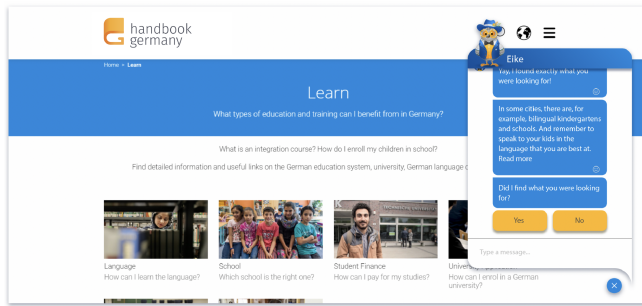 handbook
germany
Home > Learn
Learn
What types of education and training can I benefit from in Germany?
What is an integration course? How do I enroll my children in school?
Find detailed information and useful links on the German education system, university, German language
Language
How can I learn the language?
School
Which school is the right one?
Student Finance
How can I pay for my studies?
How can I enrol in a German
university?
Eike
Yay, I found exactly what you
were looking for!
In some cities, there are, for
example, bilingual kindergartens
and schools. And remember to
speak to your kids in the
language that you are best at.
Read more
Did I find what you were looking
for?
Yes
No
Type a message...